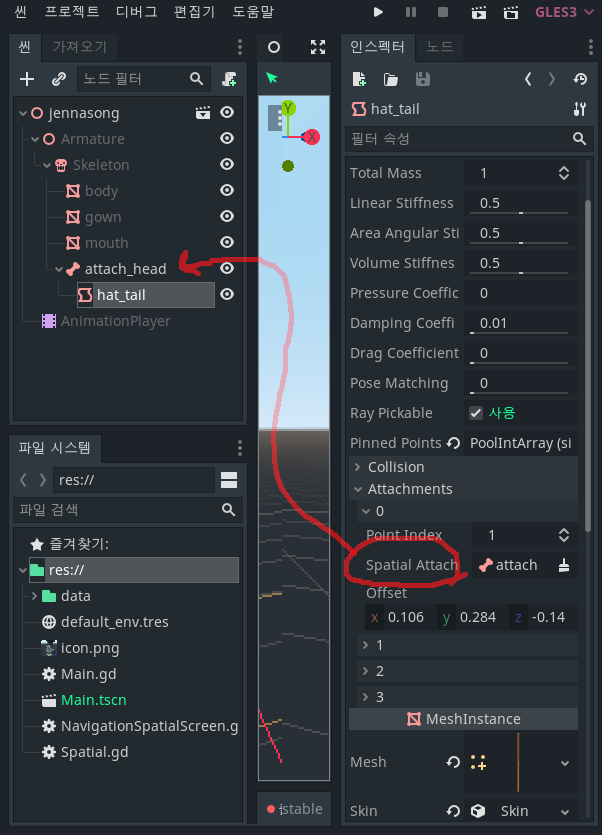 씬 프로젝트 디버그 편집기 도움말
GLES3
씬 가져오기
노드 필터
jennasong
Armature
Skeleton
body
gown
mouth
attach_head
hat_tail
AnimationPlayer
파일 시스템
res://
파일 검색
즐겨찾기:
res://
data
default_env.tres
icon.png
Main.gd
Main.tscn
NavigationSpatialScreen.g
Spatial.gd
Y
X
stable
인스펙터 노드
hat_tail
필터 속성
Total Mass 1
Linear Stiffness 0.5
Area Angular Sti 0.5
Volume Stiffnes 0.5
Pressure Coeffic 0
Damping Coeffi 0.01
Drag Coefficient 0
Pose Matching 0
Ray Pickable 사용
Pinned Points PoolIntArray (si
Collision
Attachments
0
Point Index 1
Spatial Attach attach
Offset
x 0.106 y 0.284 z -0.14
1
2
3
MeshInstance
Mesh
Skin Skin